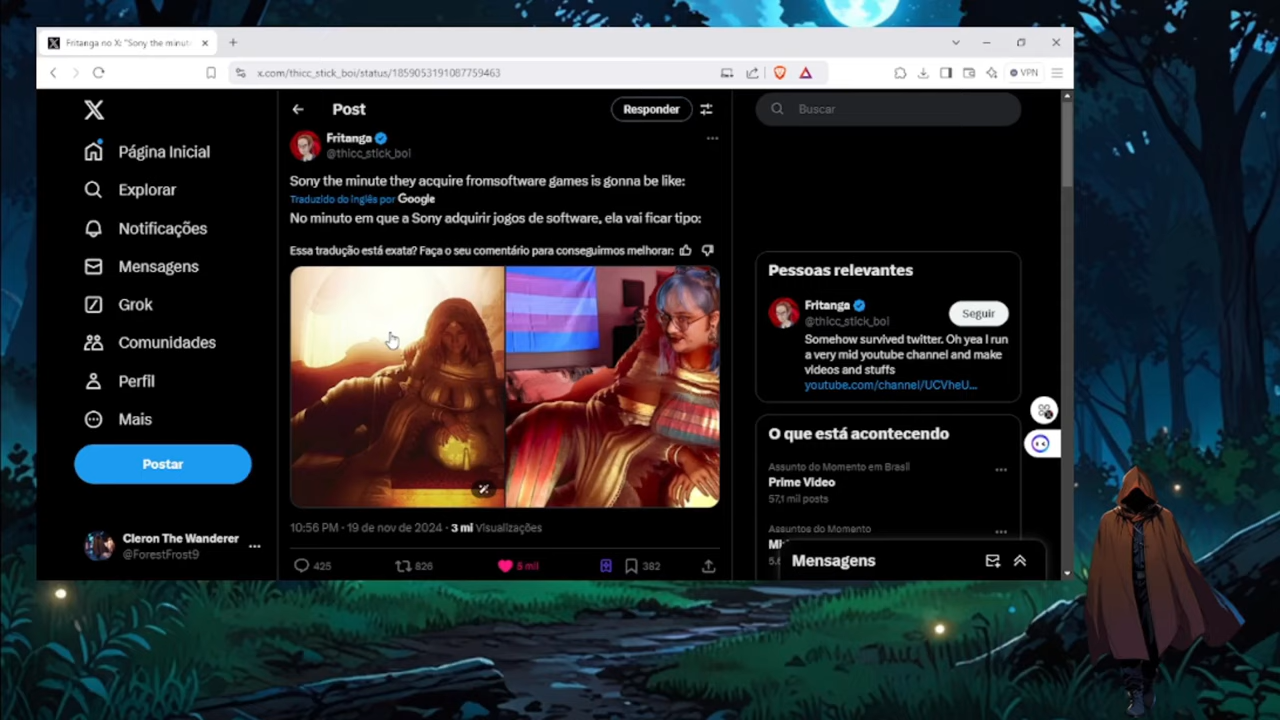 Fritanga no X: "Sony the minut
x.com/thicc_stick_boi/status/1859053191087759463
VPN
Página Inicial
Explorar
Notificações
Mensagens
Grok
Comunidades
Perfil
Mais
Postar
Cleron The Wanderer
@ForestFrost9
Post
Responder
Fritanga
@thicc_stick_boi
Sony the minute they acquire fromsoftware games is gonna be like:
Traduzido do inglês por Google
No minuto em que a Sony adquirir jogos de software, ela vai ficar tipo:
Essa tradução está exata? Faça o seu comentário para conseguirmos melhorar:
10:56 PM · 19 de nov de 2024 · 3 mi Visualizações
425
826
5 mil
382
Buscar
Pessoas relevantes
Fritanga
@thicc_stick_boi
Seguir
Somehow survived twitter. Oh yea I run
a very mid youtube channel and make
videos and stuffs
youtube.com/channel/UCVheU...
O que está acontecendo
Assunto do Momento em Brasil
Prime Video
57,1 mil posts
Assuntos do Momento
Mensagens